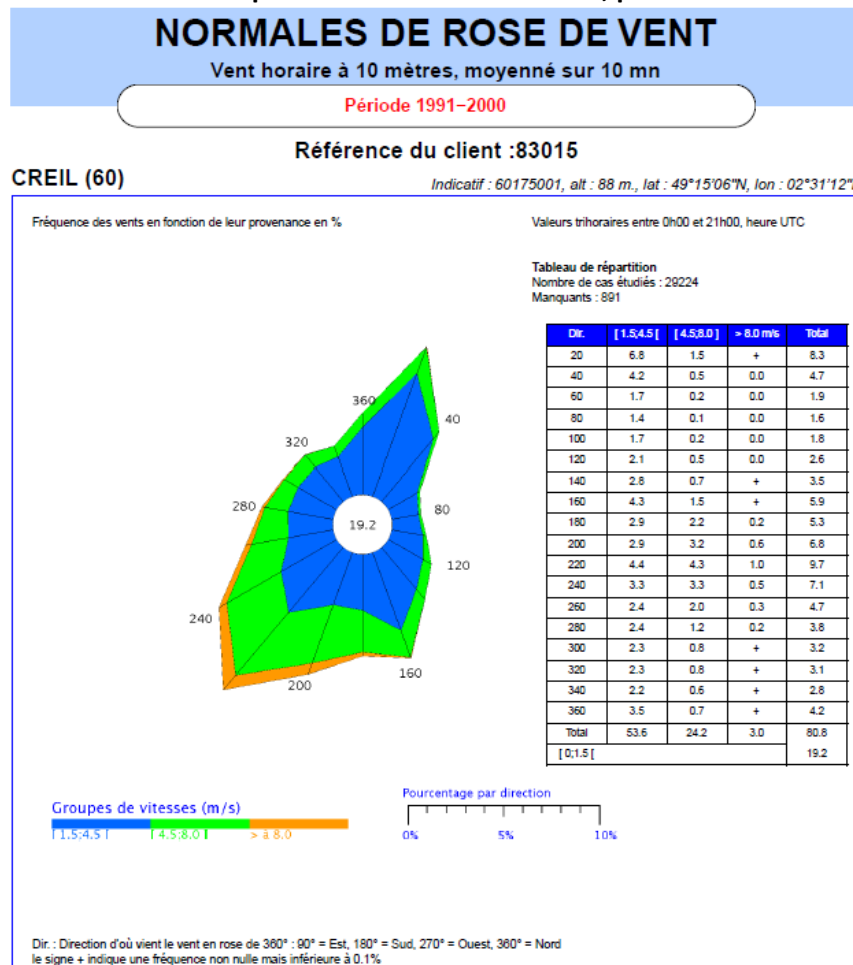 NORMALES DE ROSE DE VENT
Vent horaire à 10 mètres, moyenné sur 10 mn
Période 1991–2000
Référence du client :83015
CREIL (60)
Indicatif : 60175001, alt : 88 m., lat : 49°15'06"N, lon : 02°31'12"
Fréquence des vents en fonction de leur provenance en %
Valeurs trihoraires entre 0h00 et 21h00, heure UTC
Tableau de répartition
Nombre de cas étudiés : 29224
Manquants : 891
Dir. [ 1.5;4.5 [ [ 4.5;8.0 ] > 8.0 m/s Total
20 6.8 1.5 + 8.3
40 4.2 0.5 0.0 4.7
60 1.7 0.2 0.0 1.9
80 1.4 0.1 0.0 1.6
100 1.7 0.2 0.0 1.8
120 2.1 0.5 0.0 2.6
140 2.8 0.7 + 3.5
160 4.3 1.5 + 5.9
180 2.9 2.2 0.2 5.3
200 2.9 3.2 0.6 6.8
220 4.4 4.3 1.0 9.7
240 3.3 3.3 0.5 7.1
260 2.4 2.0 0.3 4.7
280 2.4 1.2 0.2 3.8
300 2.3 0.8 + 3.2
320 2.3 0.8 + 3.1
340 2.2 0.6 + 2.8
360 3.5 0.7 + 4.2
Total 53.6 24.2 3.0 80.8
[ 0;1.5 [ 19.2
360
40
320
280
80
19.2
120
240
160
200
Groupes de vitesses (m/s)
[ 1.5;4.5 [ [ 4.5;8.0 ] > à 8.0
Pourcentage par direction
0% 5% 10%
Dir. : Direction d'où vient le vent en rose de 360° : 90° = Est, 180° = Sud, 270° = Ouest, 360° = Nord
le signe + indique une fréquence non nulle mais inférieure à 0.1%